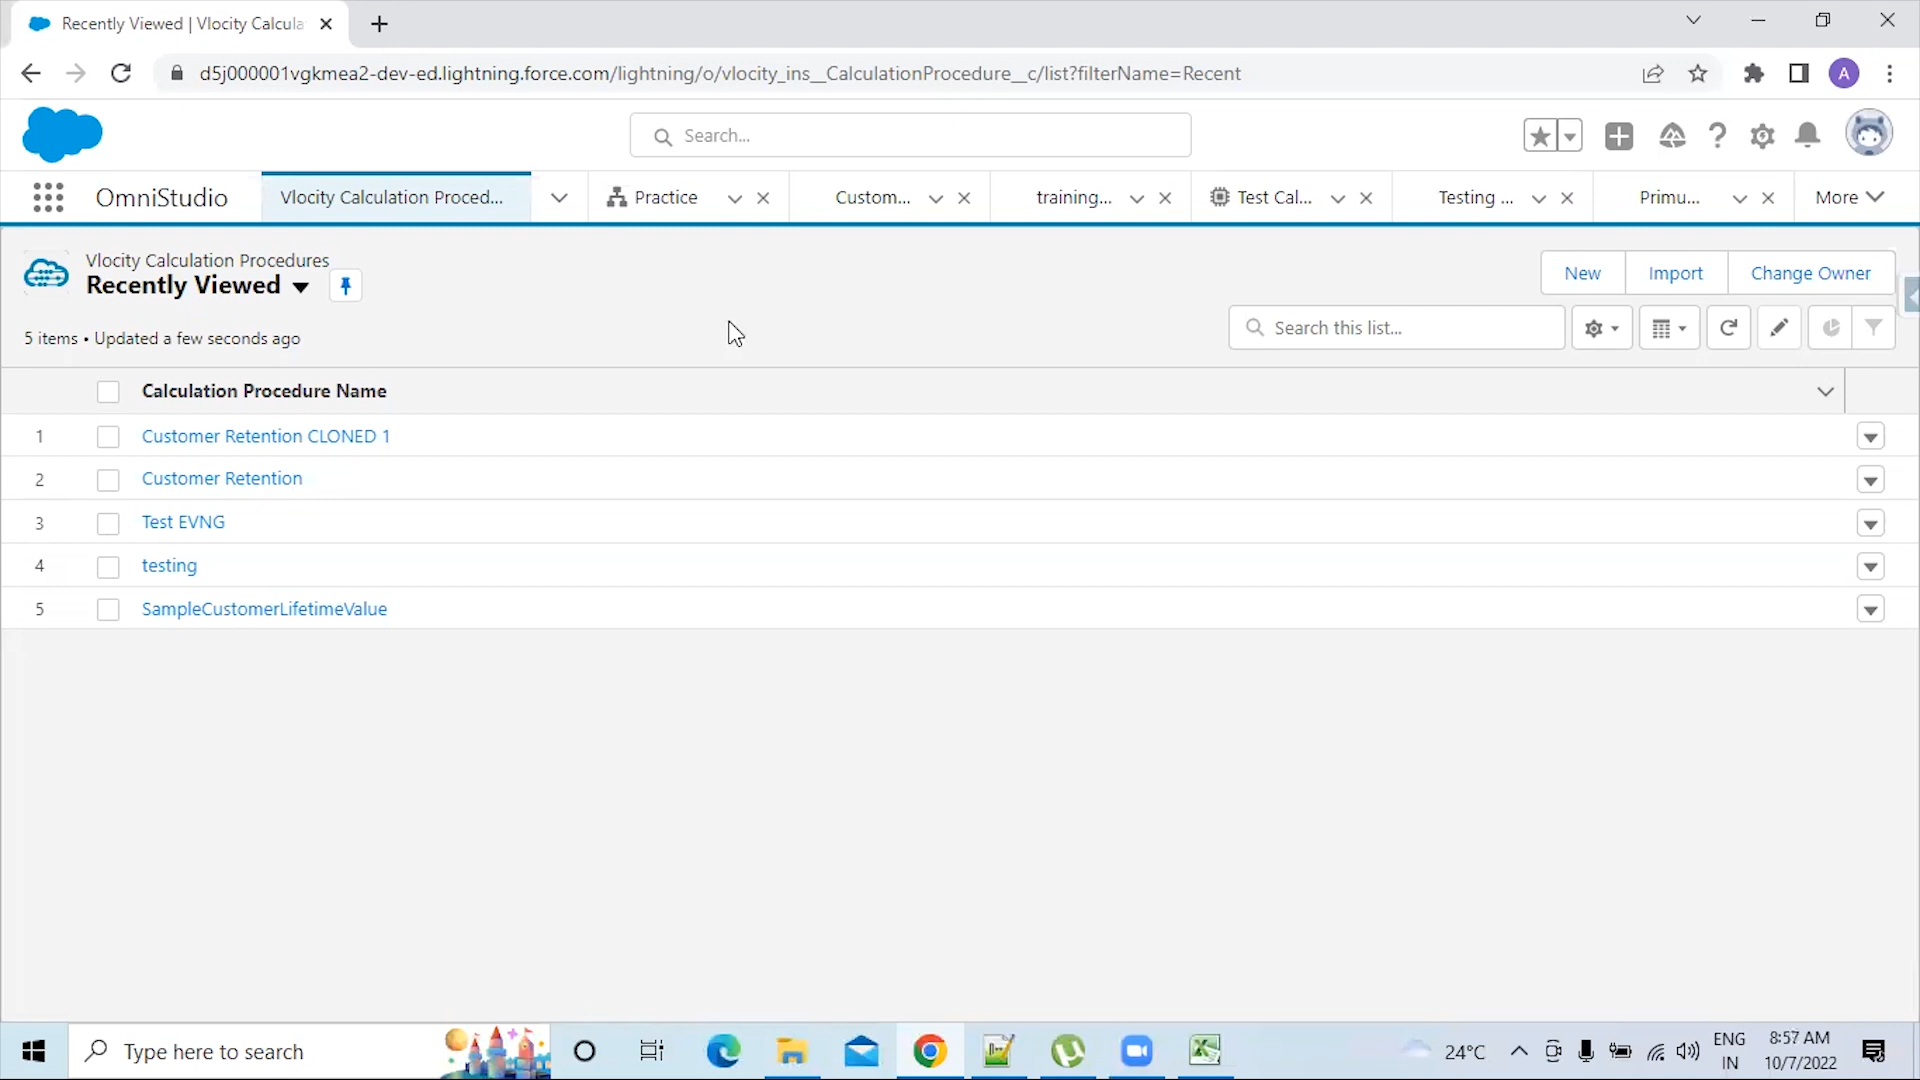 Recently Viewed | Vlocity Calcula
d5j000001vgkmea2-dev-ed.lightning.force.com/lightning/o/vlocity_ins__CalculationProcedure__c/list?filterName=Recent
A
Search...
OmniStudio
Vlocity Calculation Proced...
Practice
Custom...
training...
Test Cal...
Testing ...
Primu...
More
Vlocity Calculation Procedures
Recently Viewed
New
Import
Change Owner
5 items • Updated a few seconds ago
Search this list...
Calculation Procedure Name
1 Customer Retention CLONED 1
2 Customer Retention
3 Test EVNG
4 testing
5 SampleCustomerLifetimeValue
Type here to search
24°C
ENG
IN
8:57 AM
10/7/2022